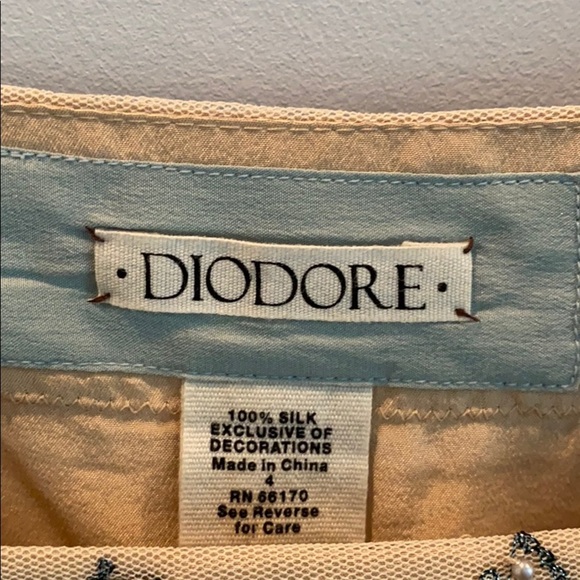 • DIODORE •
100% SILK
EXCLUSIVE OF
DECORATIONS
Made in China
4
RN 66170
See Reverse
for Care